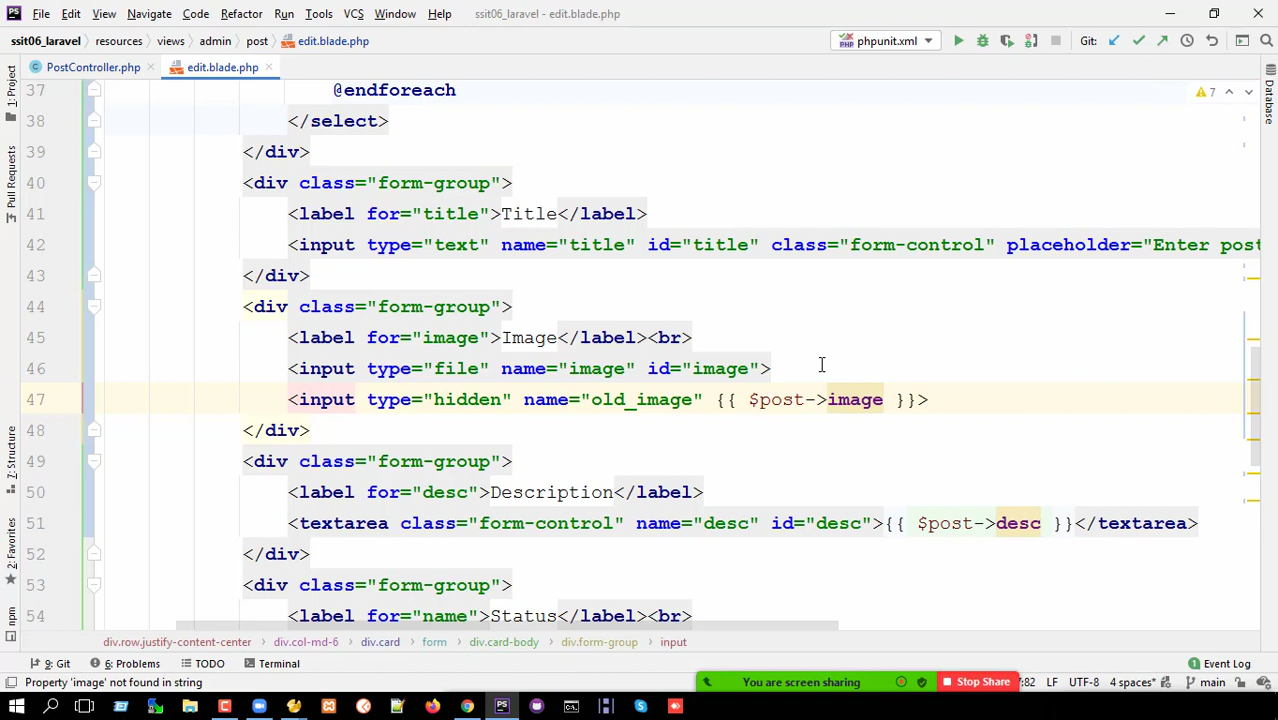 File Edit View Navigate Code Refactor Run Tools VCS Window Help ssit06_laravel - edit.blade.php
ssit06_laravel resources views admin post edit.blade.php phpunit.xml Git:
PostController.php edit.blade.php
37 @endforeach 7
38 </select>
39 </div>
40 <div class="form-group">
41 <label for="title">Title</label>
42 <input type="text" name="title" id="title" class="form-control" placeholder="Enter post
43 </div>
44 <div class="form-group">
45 <label for="image">Image</label><br>
46 <input type="file" name="image" id="image">
47 <input type="hidden" name="old_image" {{ $post->image }}>
48 </div>
49 <div class="form-group">
50 <label for="desc">Description</label>
51 <textarea class="form-control" name="desc" id="desc">{{ $post->desc }}</textarea>
52 </div>
53 <div class="form-group">
54 <label for="name">Status</label><br>
1: Project
Pull Requests
7: Structure
2: Favorites
npm
Database
div.row.justify-content-center div.col-md-6 div.card form div.card-body div.form-group input
9: Git 6: Problems TODO Terminal Event Log
Property 'image' not found in string You are screen sharing Stop Share :82 LF UTF-8 4 spaces* main